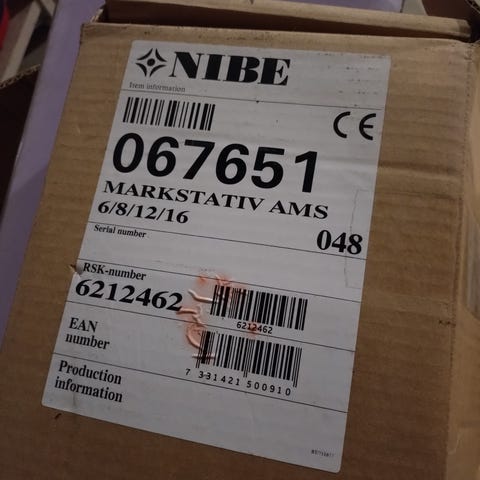 NIBE
Item information
067651
MARKSTATIV AMS
6/8/12/16
Serial number
048
RSK-number
6212462
6212462
EAN
number
7 331421 500910
Production
information